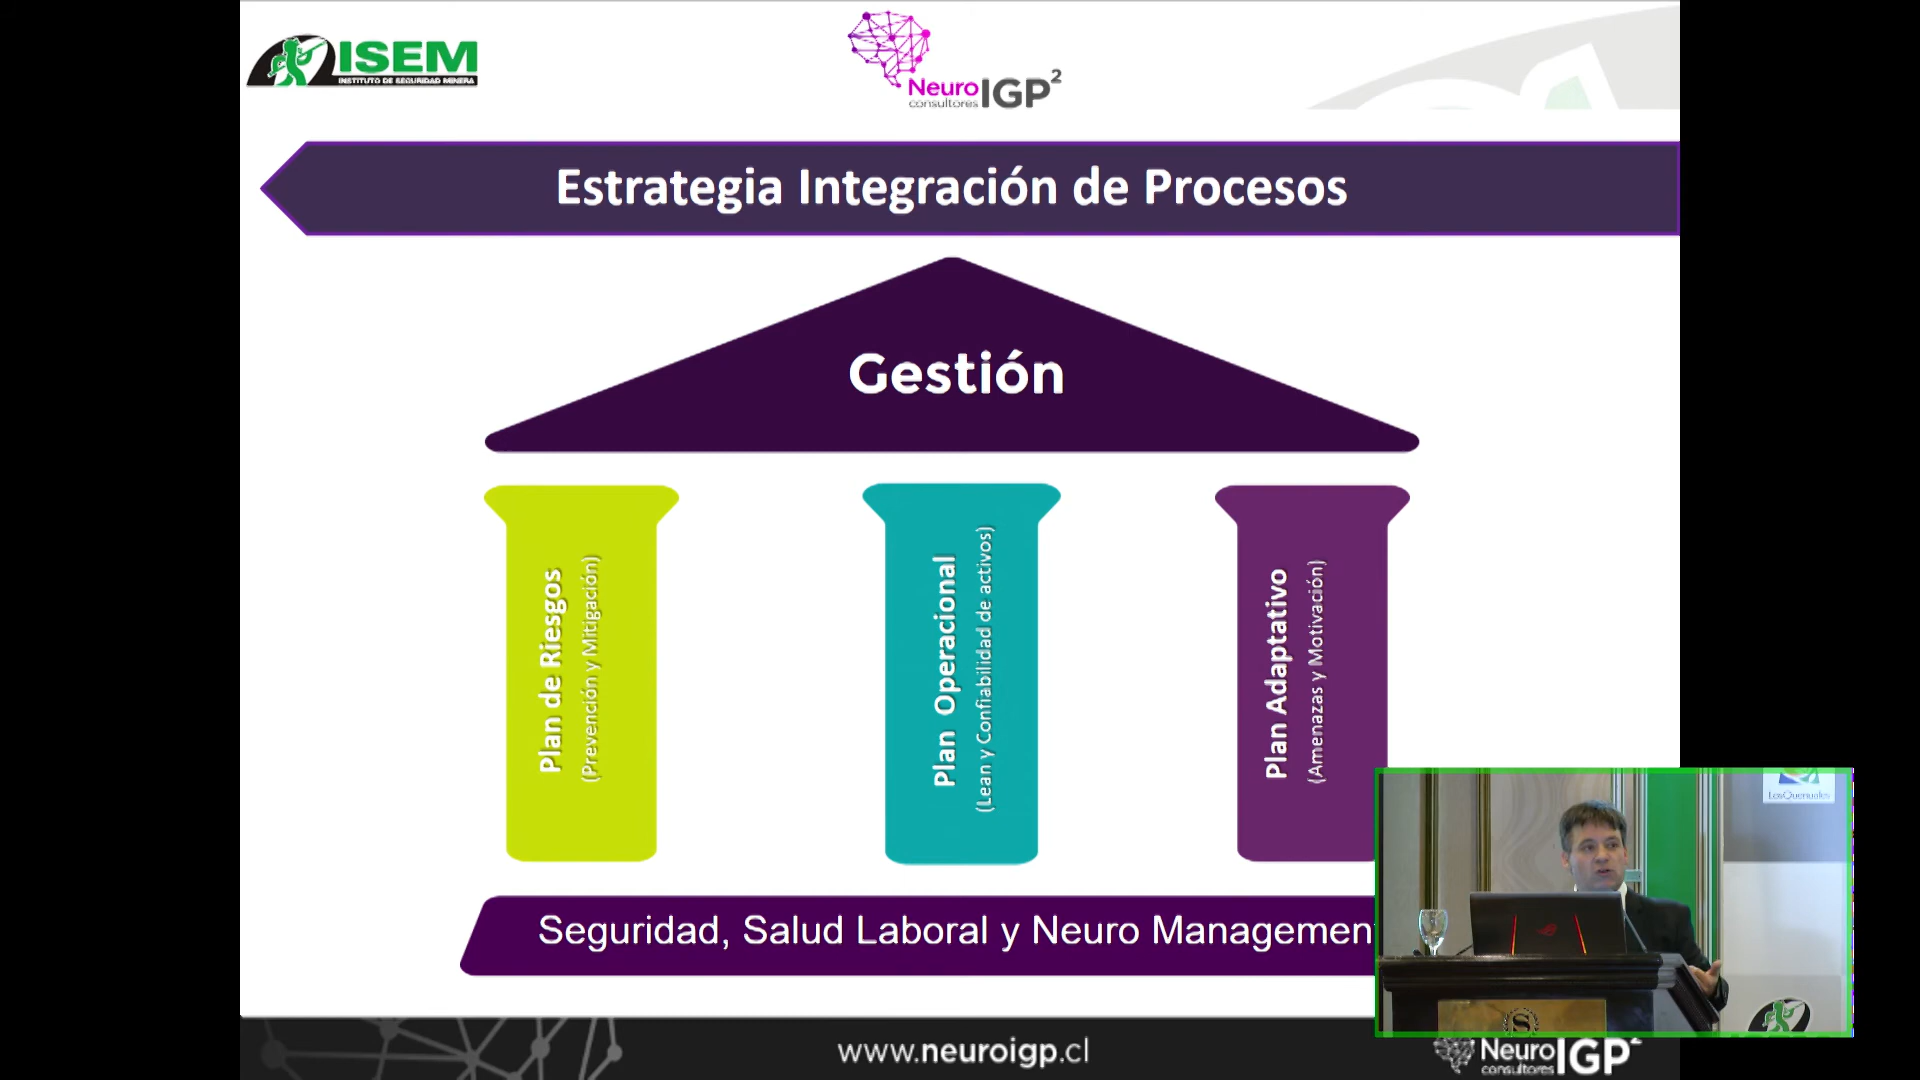 ISEM
INSTITUTO DE SEGURIDAD MINERA
Neuro IGP²
consultores
Estrategia Integración de Procesos
Gestión
Plan de Riesgos
(Prevención y Mitigación)
Plan Operacional
(Lean y Confiabilidad de activos)
Plan Adaptativo
(Amenazas y Motivación)
LosQuenuales
Seguridad, Salud Laboral y Neuro Managemen
S
www.neuroigp.cl
Neuro IGP²
consultores